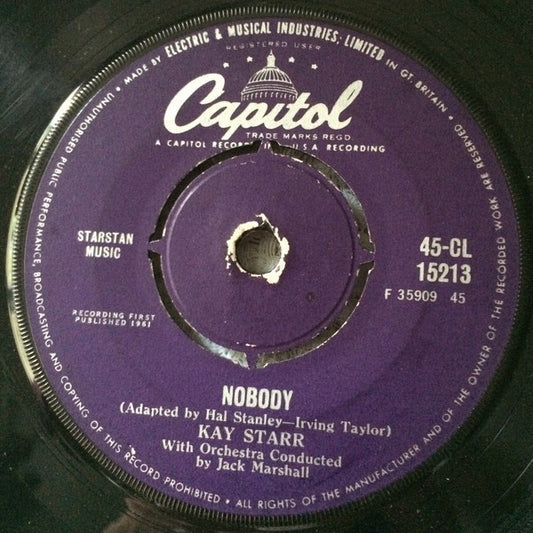 MADE BY ELECTRIC & MUSICAL INDUSTRIES, LIMITED IN GT. BRITAIN • ALL RIGHTS OF THE MANUFACTURER AND OF THE OWNER OF THE RECORDED WORK RESERVED •
UNAUTHORISED PUBLIC PERFORMANCE, BROADCASTING AND COPYING OF THIS RECORD PROHIBITED •
REGISTERED USER
Capitol
TRADE MARKS REGD.
A CAPITOL U.S.A. RECORDING
STARSTAN
MUSIC
45-CL
15213
F 35909 45
RECORDING FIRST
PUBLISHED 1961
NOBODY
(Adapted by Hal Stanley—Irving Taylor)
KAY STARR
With Orchestra Conducted
by Jack Marshall